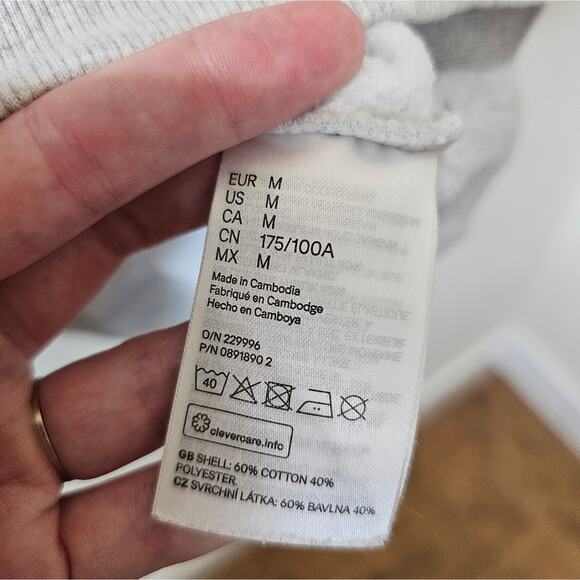 EUR M
US M
CA M
CN 175/100A
MX M
Made in Cambodia
Fabriqué en Cambodge
Hecho en Camboya
O/N 229996
P/N 0891890 2
40
clevercare.info
GB SHELL: 60% COTTON 40%
POLYESTER
CZ SVRCHNÍ LÁTKA: 60% BAVLNA 40%